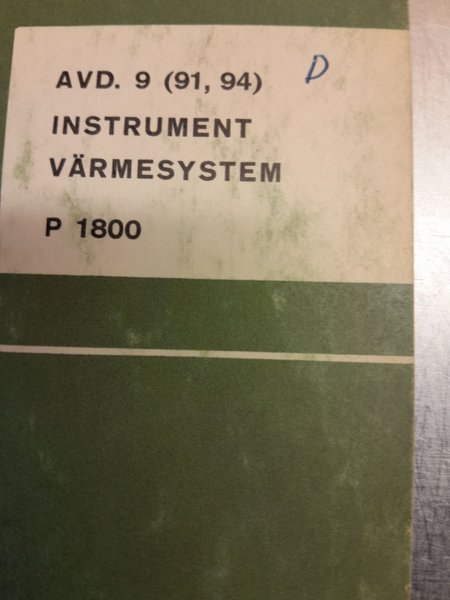 AVD. 9 (91, 94) D
INSTRUMENT
VÄRMESYSTEM
P 1800